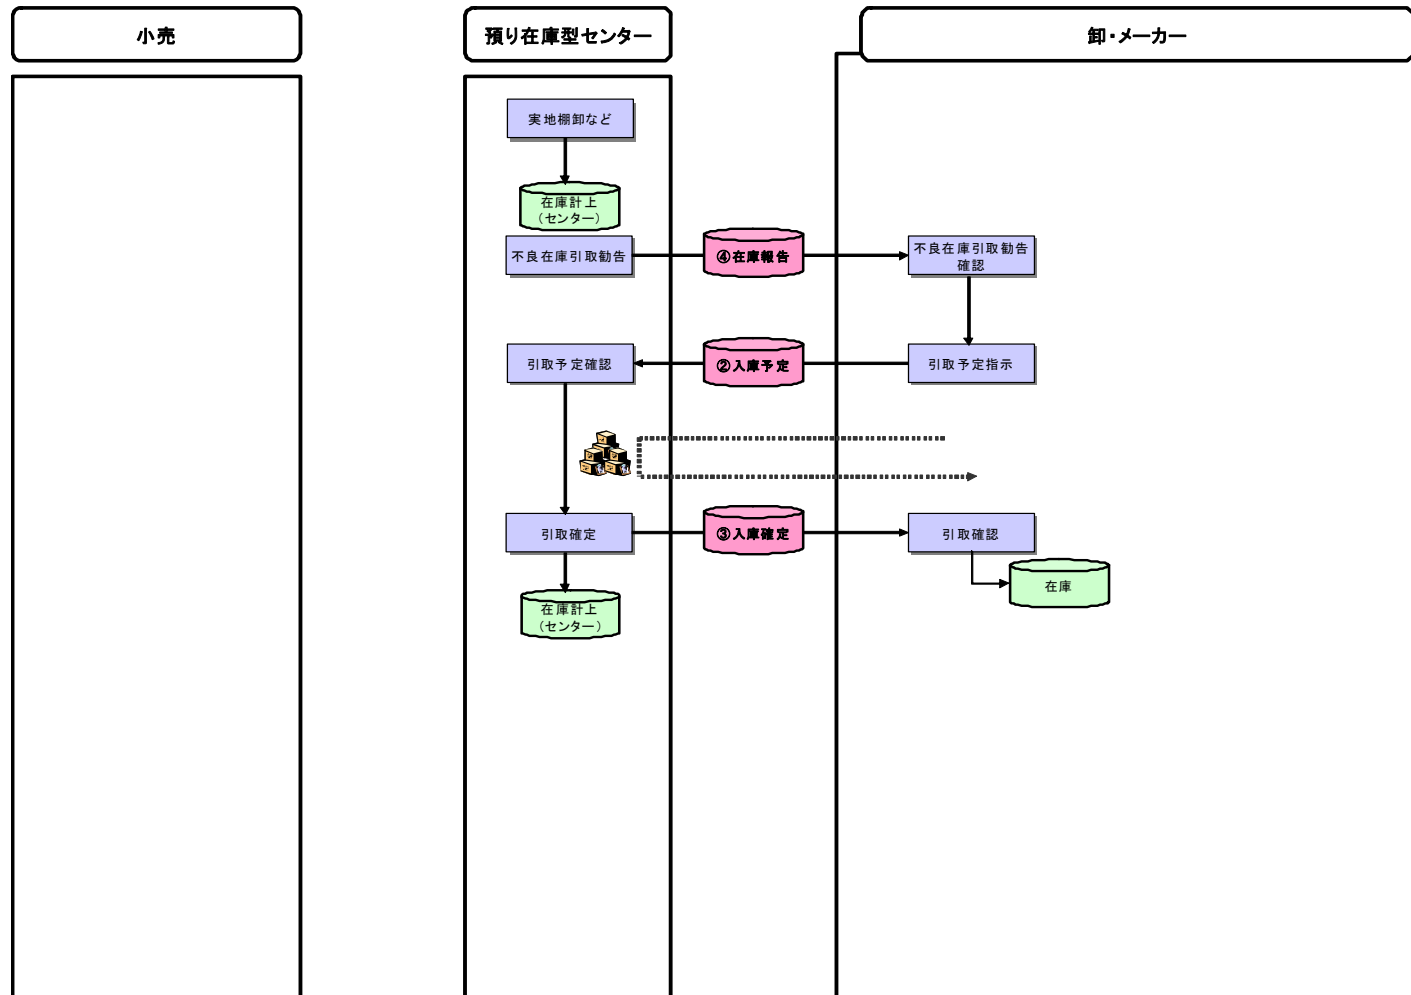 小売
預り在庫型センター
卸・メーカー
実地棚卸など
在庫計上
（センター）
不良在庫引取勧告
④在庫報告
不良在庫引取勧告
確認
引取予定確認
②入庫予定
引取予定指示
引取確定
③入庫確定
引取確認
在庫
在庫計上
（センター）